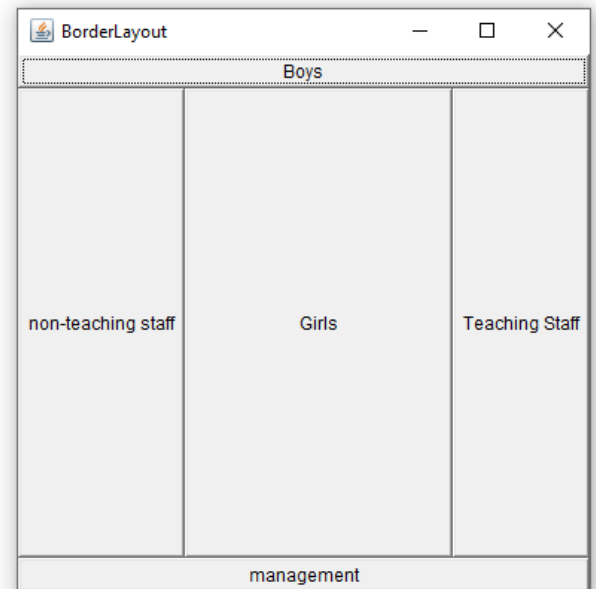 BorderLayout
Boys
non-teaching staff
Girls
Teaching Staff
management